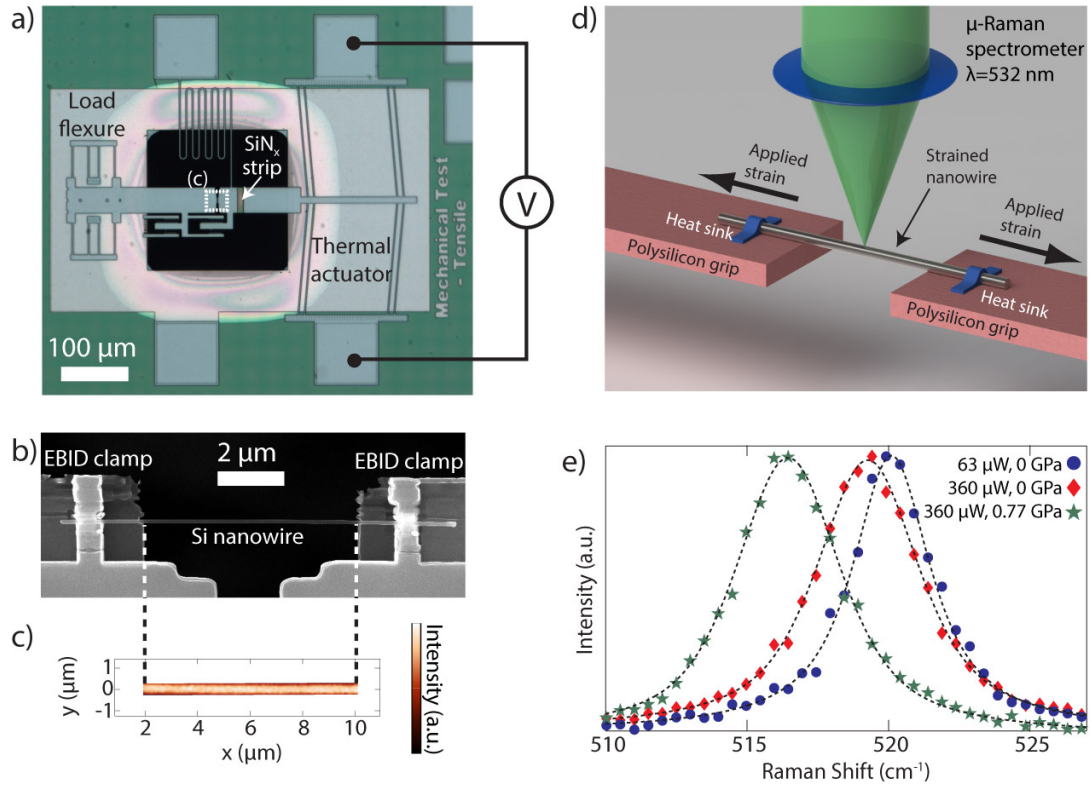 a)
Load
flexure
SiNx
strip
(c)
Thermal
actuator
Mechanical Test
- Tensile
100 µm
V
b)
2 µm
EBID clamp
EBID clamp
Si nanowire
c)
y (µm)
1
0
-1
2
4
6
8
10
x (µm)
Intensity (a.u.)
d)
µ-Raman
spectrometer
λ=532 nm
Applied
strain
Strained
nanowire
Applied
strain
Heat sink
Polysilicon grip
Heat sink
Polysilicon grip
e)
63 µW, 0 GPa
360 µW, 0 GPa
360 µW, 0.77 GPa
Intensity (a.u.)
510
515
520
525
Raman Shift (cm⁻¹)